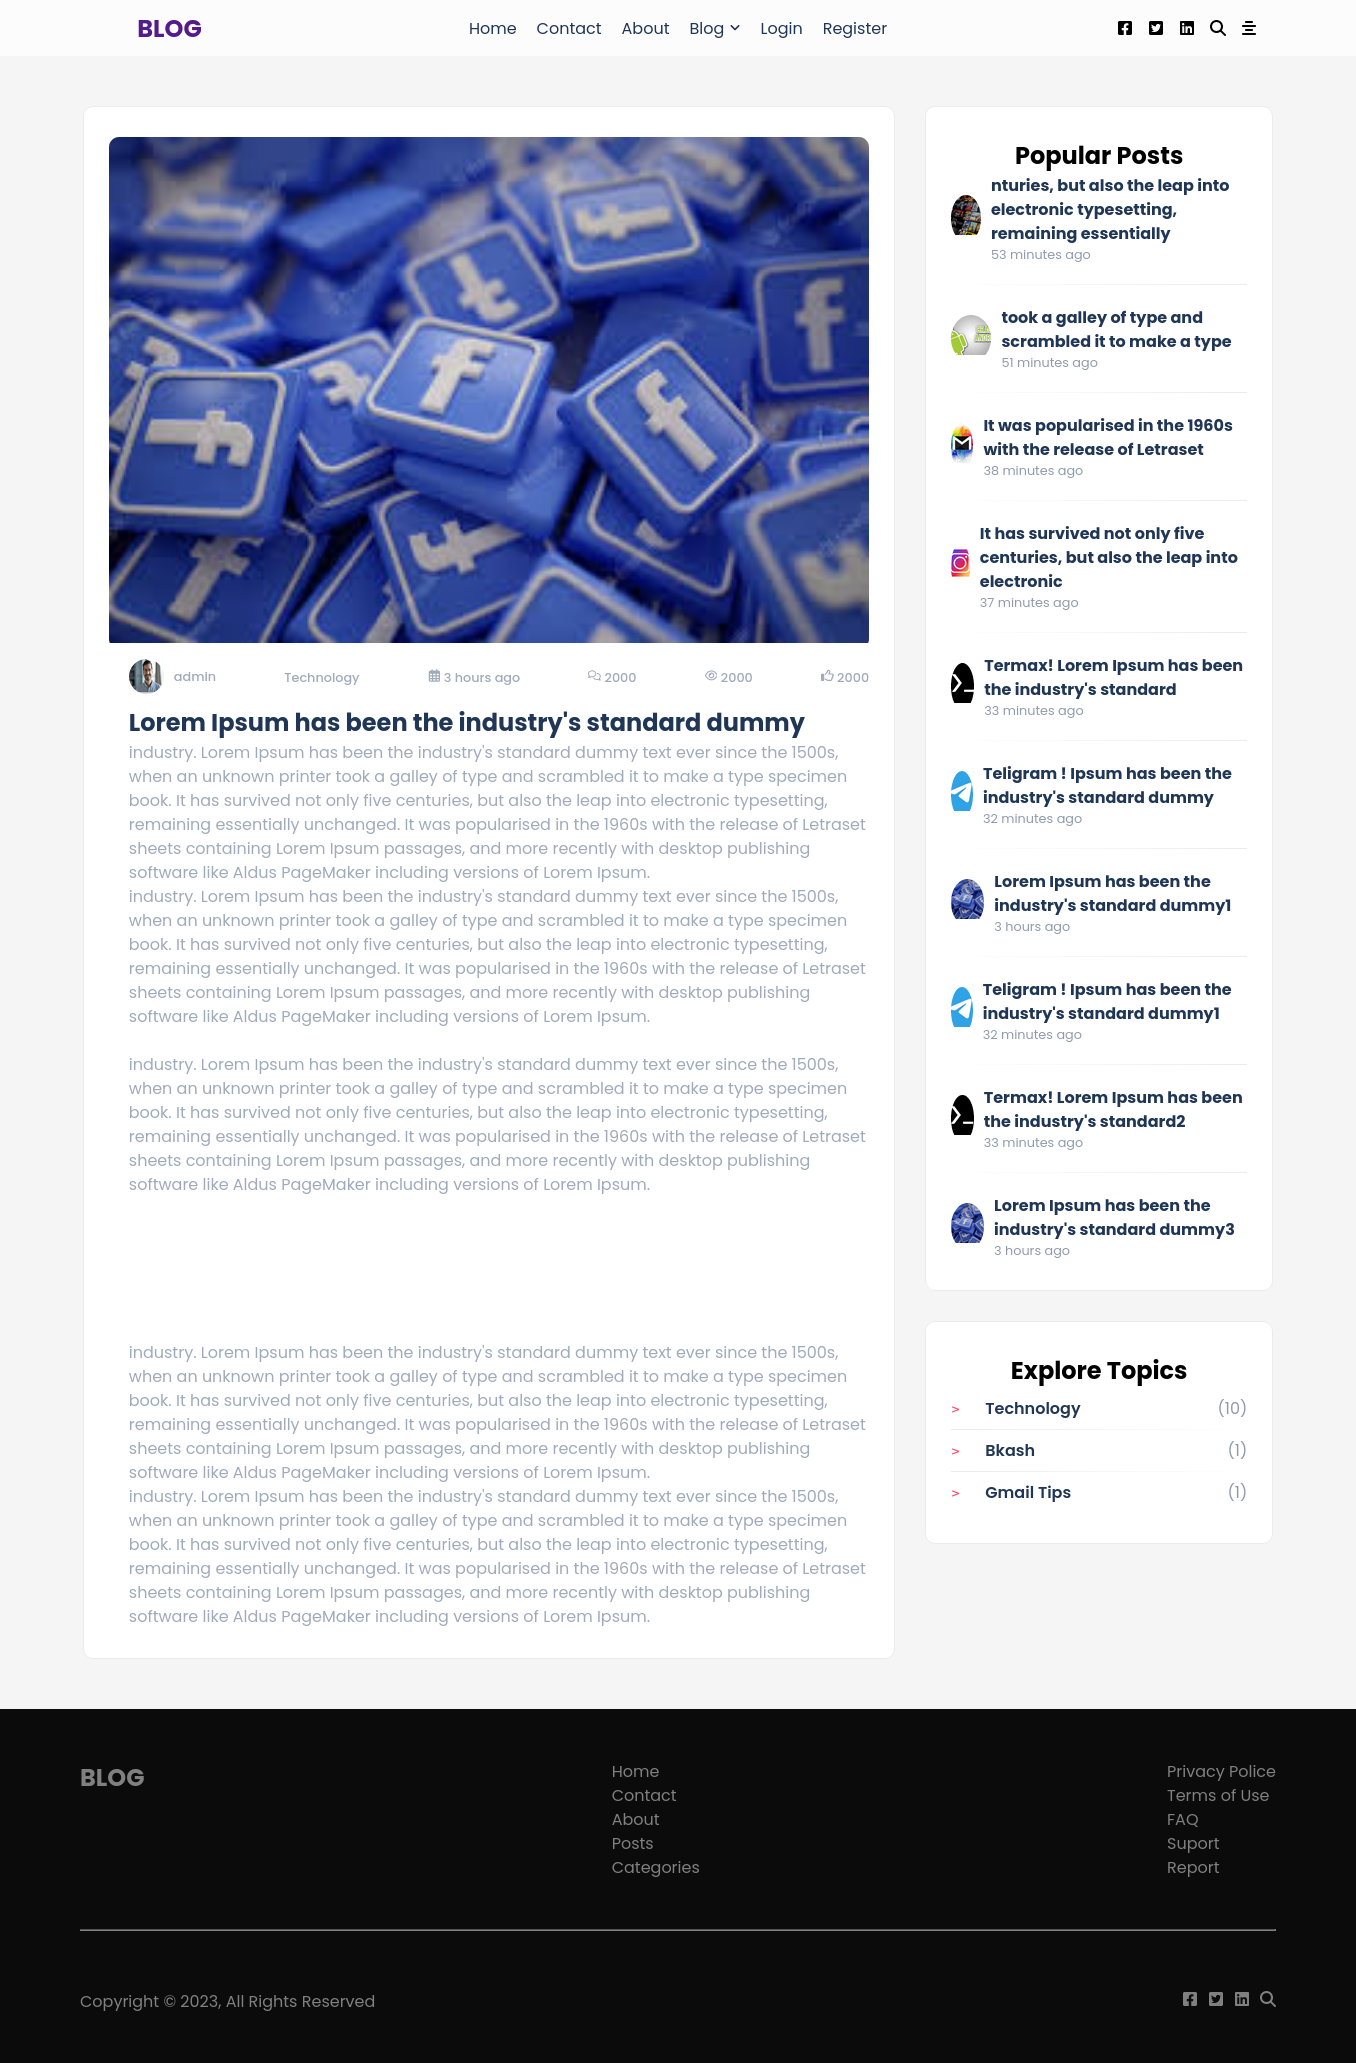 BLOG
Home Contact About Blog Login Register
admin Technology 3 hours ago 2000 2000 2000
Lorem Ipsum has been the industry's standard dummy
industry. Lorem Ipsum has been the industry's standard dummy text ever since the 1500s,
when an unknown printer took a galley of type and scrambled it to make a type specimen
book. It has survived not only five centuries, but also the leap into electronic typesetting,
remaining essentially unchanged. It was popularised in the 1960s with the release of Letraset
sheets containing Lorem Ipsum passages, and more recently with desktop publishing
software like Aldus PageMaker including versions of Lorem Ipsum.
industry. Lorem Ipsum has been the industry's standard dummy text ever since the 1500s,
when an unknown printer took a galley of type and scrambled it to make a type specimen
book. It has survived not only five centuries, but also the leap into electronic typesetting,
remaining essentially unchanged. It was popularised in the 1960s with the release of Letraset
sheets containing Lorem Ipsum passages, and more recently with desktop publishing
software like Aldus PageMaker including versions of Lorem Ipsum.
industry. Lorem Ipsum has been the industry's standard dummy text ever since the 1500s,
when an unknown printer took a galley of type and scrambled it to make a type specimen
book. It has survived not only five centuries, but also the leap into electronic typesetting,
remaining essentially unchanged. It was popularised in the 1960s with the release of Letraset
sheets containing Lorem Ipsum passages, and more recently with desktop publishing
software like Aldus PageMaker including versions of Lorem Ipsum.
industry. Lorem Ipsum has been the industry's standard dummy text ever since the 1500s,
when an unknown printer took a galley of type and scrambled it to make a type specimen
book. It has survived not only five centuries, but also the leap into electronic typesetting,
remaining essentially unchanged. It was popularised in the 1960s with the release of Letraset
sheets containing Lorem Ipsum passages, and more recently with desktop publishing
software like Aldus PageMaker including versions of Lorem Ipsum.
industry. Lorem Ipsum has been the industry's standard dummy text ever since the 1500s,
when an unknown printer took a galley of type and scrambled it to make a type specimen
book. It has survived not only five centuries, but also the leap into electronic typesetting,
remaining essentially unchanged. It was popularised in the 1960s with the release of Letraset
sheets containing Lorem Ipsum passages, and more recently with desktop publishing
software like Aldus PageMaker including versions of Lorem Ipsum.
Popular Posts
nturies, but also the leap into
electronic typesetting,
remaining essentially
53 minutes ago
took a galley of type and
scrambled it to make a type
51 minutes ago
It was popularised in the 1960s
with the release of Letraset
38 minutes ago
It has survived not only five
centuries, but also the leap into
electronic
37 minutes ago
Termax! Lorem Ipsum has been
the industry's standard
33 minutes ago
Teligram ! Ipsum has been the
industry's standard dummy
32 minutes ago
Lorem Ipsum has been the
industry's standard dummy1
3 hours ago
Teligram ! Ipsum has been the
industry's standard dummy1
32 minutes ago
Termax! Lorem Ipsum has been
the industry's standard2
33 minutes ago
Lorem Ipsum has been the
industry's standard dummy3
3 hours ago
Explore Topics
> Technology (10)
> Bkash (1)
> Gmail Tips (1)
BLOG
Home
Contact
About
Posts
Categories
Privacy Police
Terms of Use
FAQ
Suport
Report
Copyright © 2023, All Rights Reserved